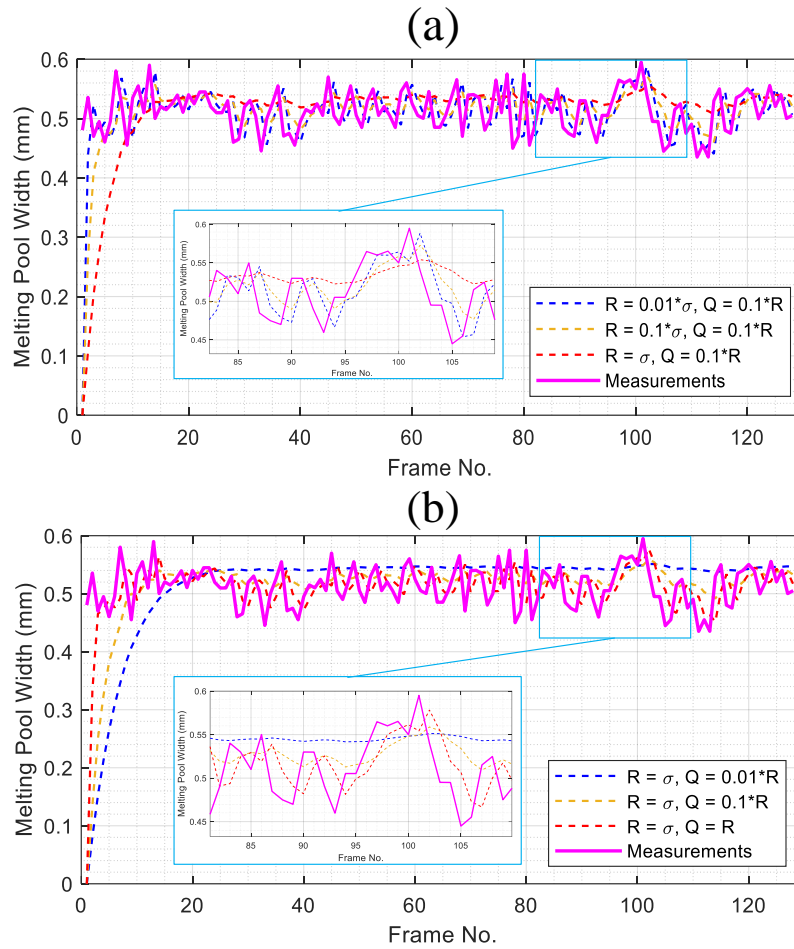 (a)
0.6
0.5
0.4
0.3
0.2
0.1
0
Melting Pool Width (mm)
0.6
0.55
0.5
0.45
Melting Pool Width (mm)
85 90 95 100 105
Frame No.
R = 0.01*σ, Q = 0.1*R
R = 0.1*σ, Q = 0.1*R
R = σ, Q = 0.1*R
Measurements
0 20 40 60 80 100 120
Frame No.
(b)
0.6
0.5
0.4
0.3
0.2
0.1
0
Melting Pool Width (mm)
0.6
0.55
0.5
0.45
Melting Pool Width (mm)
85 90 95 100 105
Frame No.
R = σ, Q = 0.01*R
R = σ, Q = 0.1*R
R = σ, Q = R
Measurements
0 20 40 60 80 100 120
Frame No.